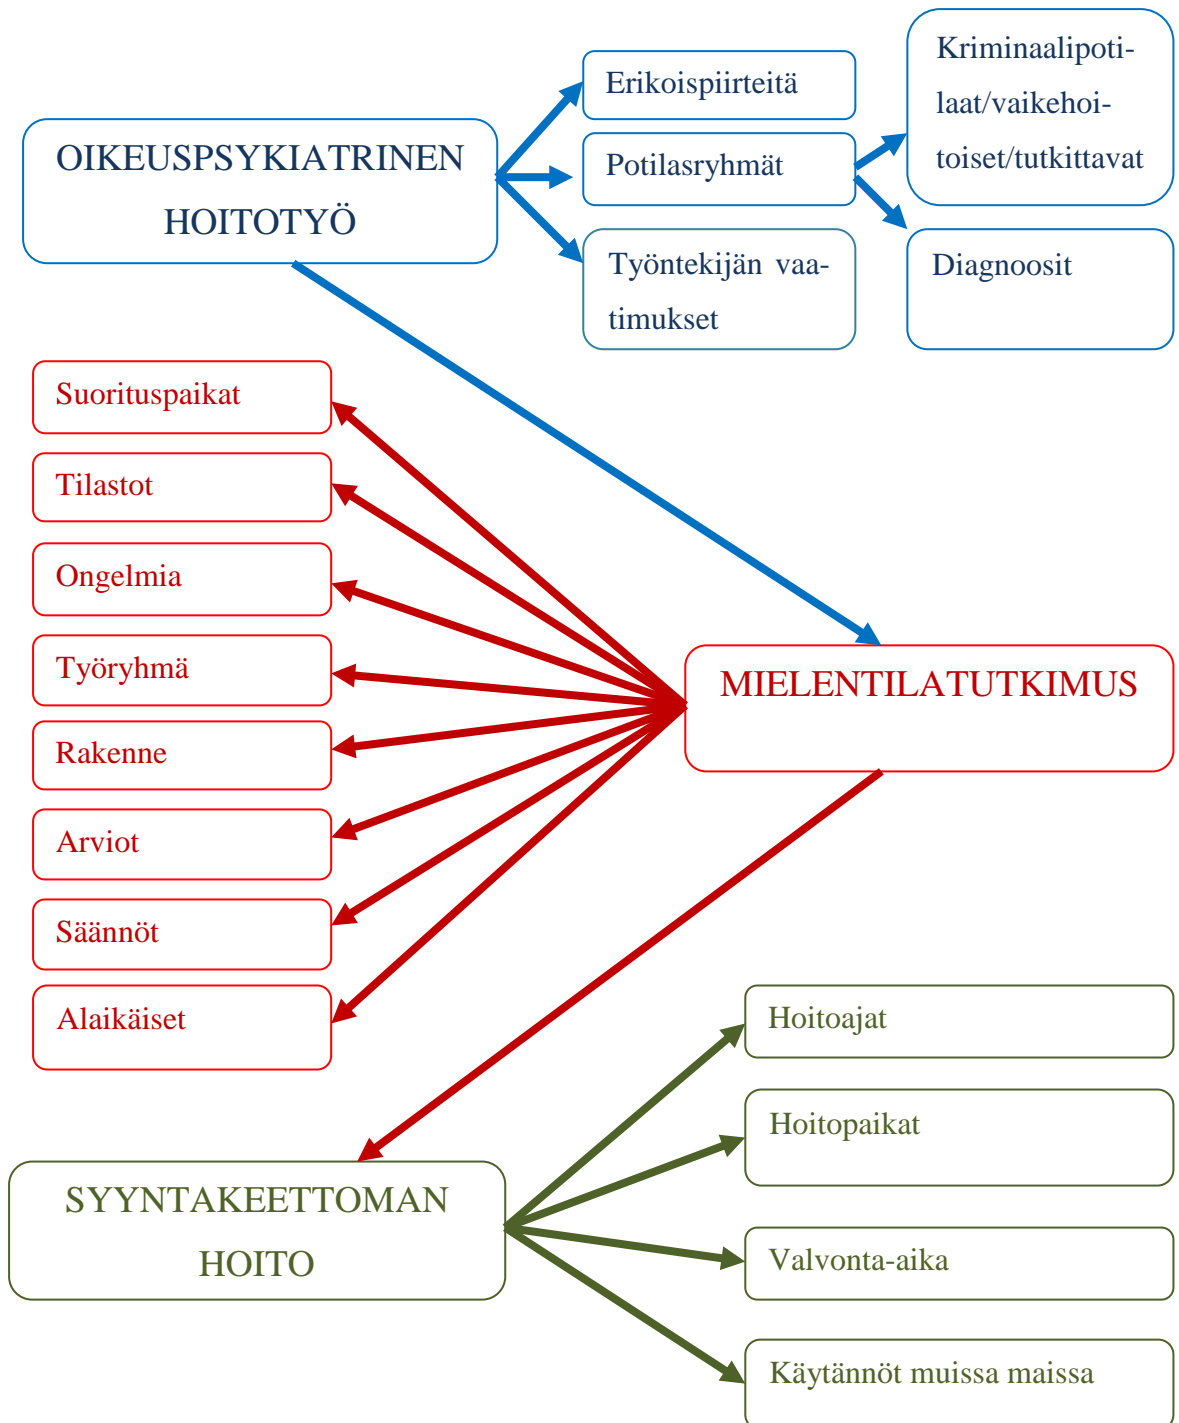 OIKEUSPSYKIATRINEN
HOITOTYÖ
Erikoispiirteitä
Potilasryhmät
Työntekijän vaa-
timukset
Kriminaalipoti-
laat/vaikehoi-
toiset/tutkittavat
Diagnoosit
Suorituspaikat
Tilastot
Ongelmia
Työryhmä
Rakenne
Arviot
Säännöt
Alaikäiset
MIELENTILATUTKIMUS
SYYNTAKEETTOMAN
HOITO
Hoitoajat
Hoitopaikat
Valvonta-aika
Käytännöt muissa maissa